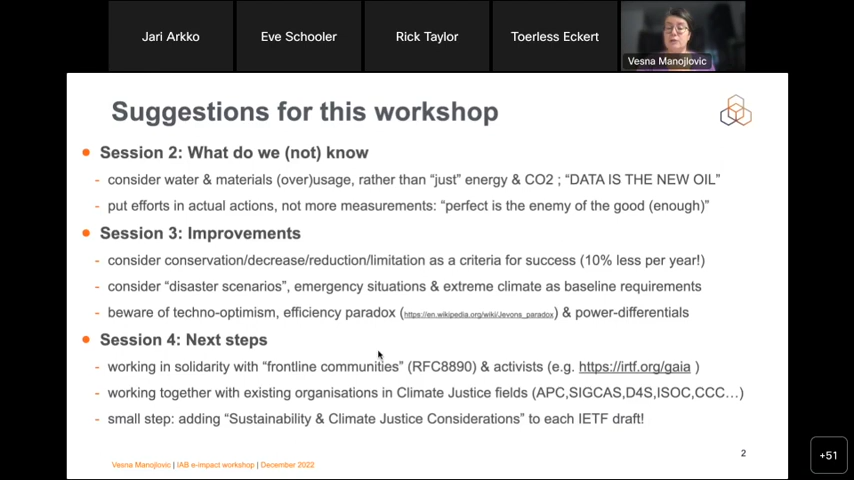 Jari Arkko
Eve Schooler
Rick Taylor
Toerless Eckert
Vesna Manojlovic
Suggestions for this workshop
• Session 2: What do we (not) know
- consider water & materials (over)usage, rather than “just” energy & CO2 ; “DATA IS THE NEW OIL”
- put efforts in actual actions, not more measurements: “perfect is the enemy of the good (enough)”
• Session 3: Improvements
- consider conservation/decrease/reduction/limitation as a criteria for success (10% less per year!)
- consider “disaster scenarios”, emergency situations & extreme climate as baseline requirements
- beware of techno-optimism, efficiency paradox (https://en.wikipedia.org/wiki/Jevons_paradox) & power-differentials
• Session 4: Next steps
- working in solidarity with “frontline communities” (RFC8890) & activists (e.g. https://irtf.org/gaia )
- working together with existing organisations in Climate Justice fields (APC,SIGCAS,D4S,ISOC,CCC…)
- small step: adding “Sustainability & Climate Justice Considerations” to each IETF draft!
2
Vesna Manojlovic | IAB e-impact workshop | December 2022
+51